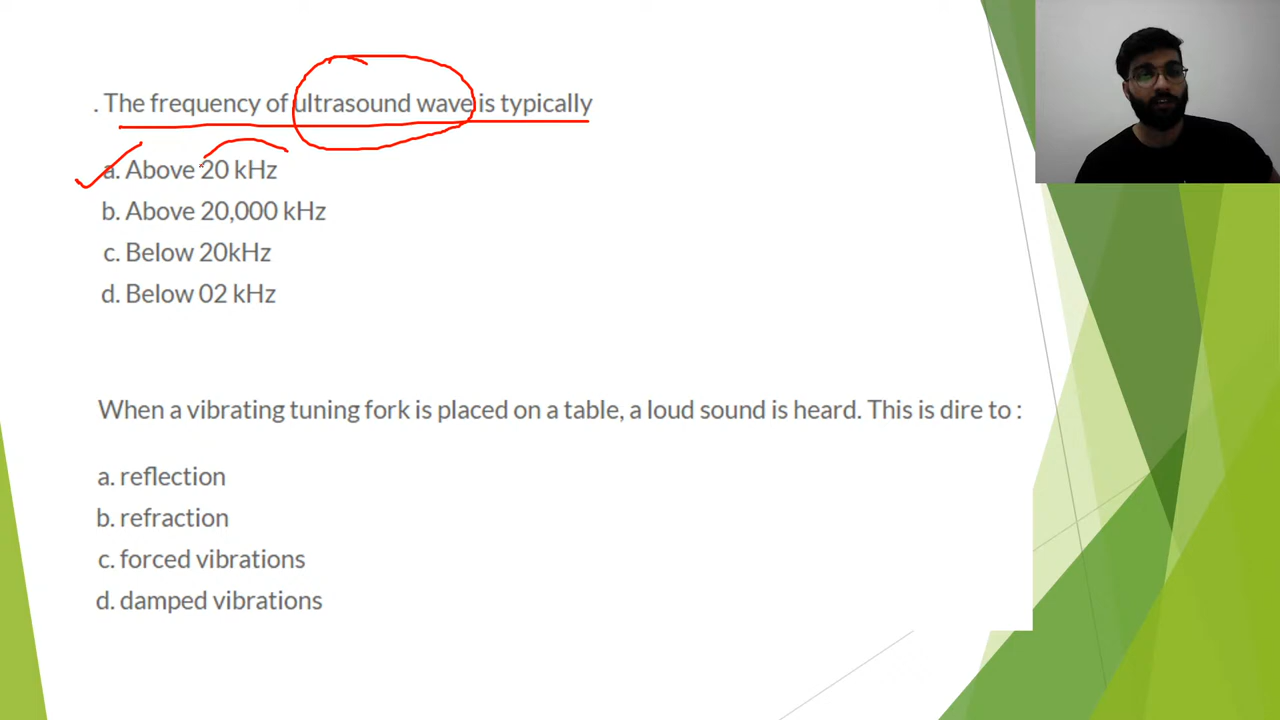 . The frequency of ultrasound wave is typically
a. Above 20 kHz
b. Above 20,000 kHz
c. Below 20kHz
d. Below 02 kHz
When a vibrating tuning fork is placed on a table, a loud sound is heard. This is dire to :
a. reflection
b. refraction
c. forced vibrations
d. damped vibrations